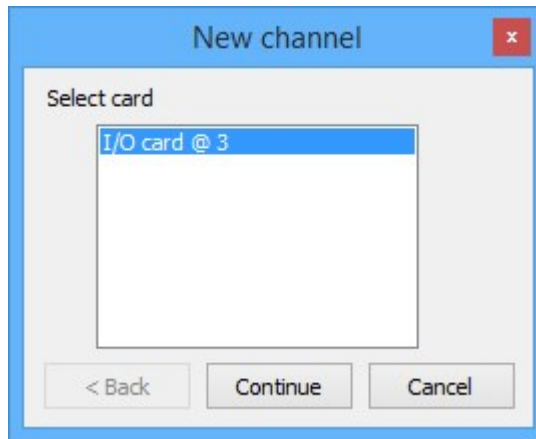 New channel
x
Select card
I/O card @ 3
< Back
Continue
Cancel